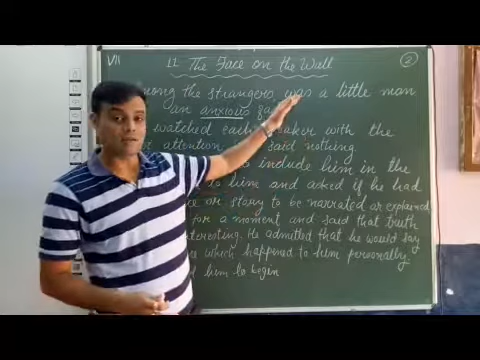 VII 11 The Face on the Wall 2
mong the strangers was a little man
an anxious
watched each eaker with the
attention said nothing
to include him in the
to him and asked if he had
or story to be narrated or explained
for a moment and said that truth
teresting. He admitted that he would say
which happened to him personally
him to begin